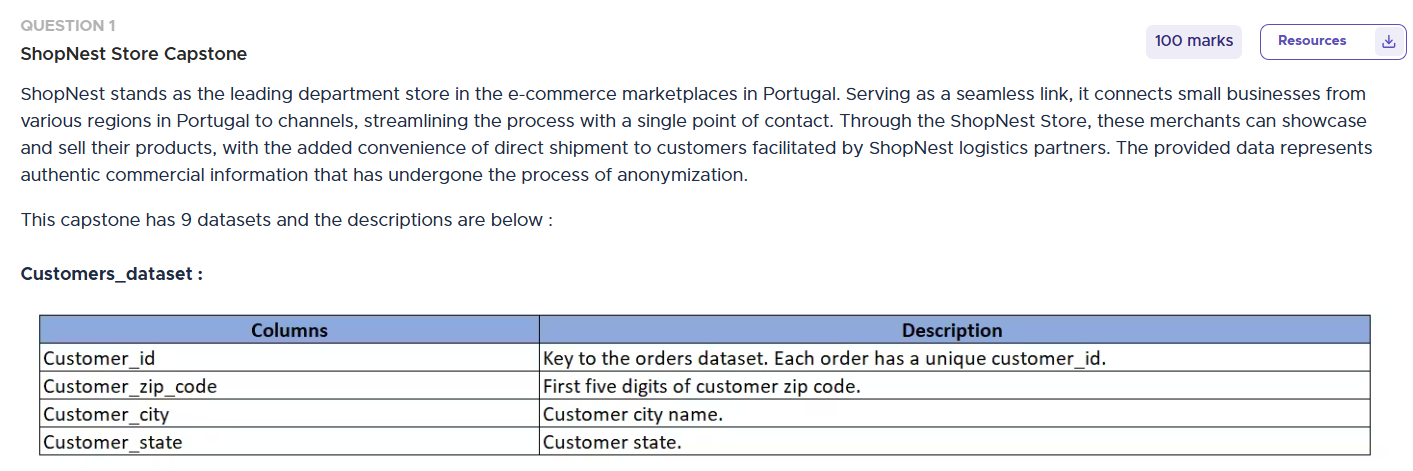 QUESTION 1
ShopNest Store Capstone
100 marks
Resources
ShopNest stands as the leading department store in the e-commerce marketplaces in Portugal. Serving as a seamless link, it connects small businesses from
various regions in Portugal to channels, streamlining the process with a single point of contact. Through the ShopNest Store, these merchants can showcase
and sell their products, with the added convenience of direct shipment to customers facilitated by ShopNest logistics partners. The provided data represents
authentic commercial information that has undergone the process of anonymization.
This capstone has 9 datasets and the descriptions are below :
Customers_dataset :
Columns Description
Customer_id Key to the orders dataset. Each order has a unique customer_id.
Customer_zip_code First five digits of customer zip code.
Customer_city Customer city name.
Customer_state Customer state.